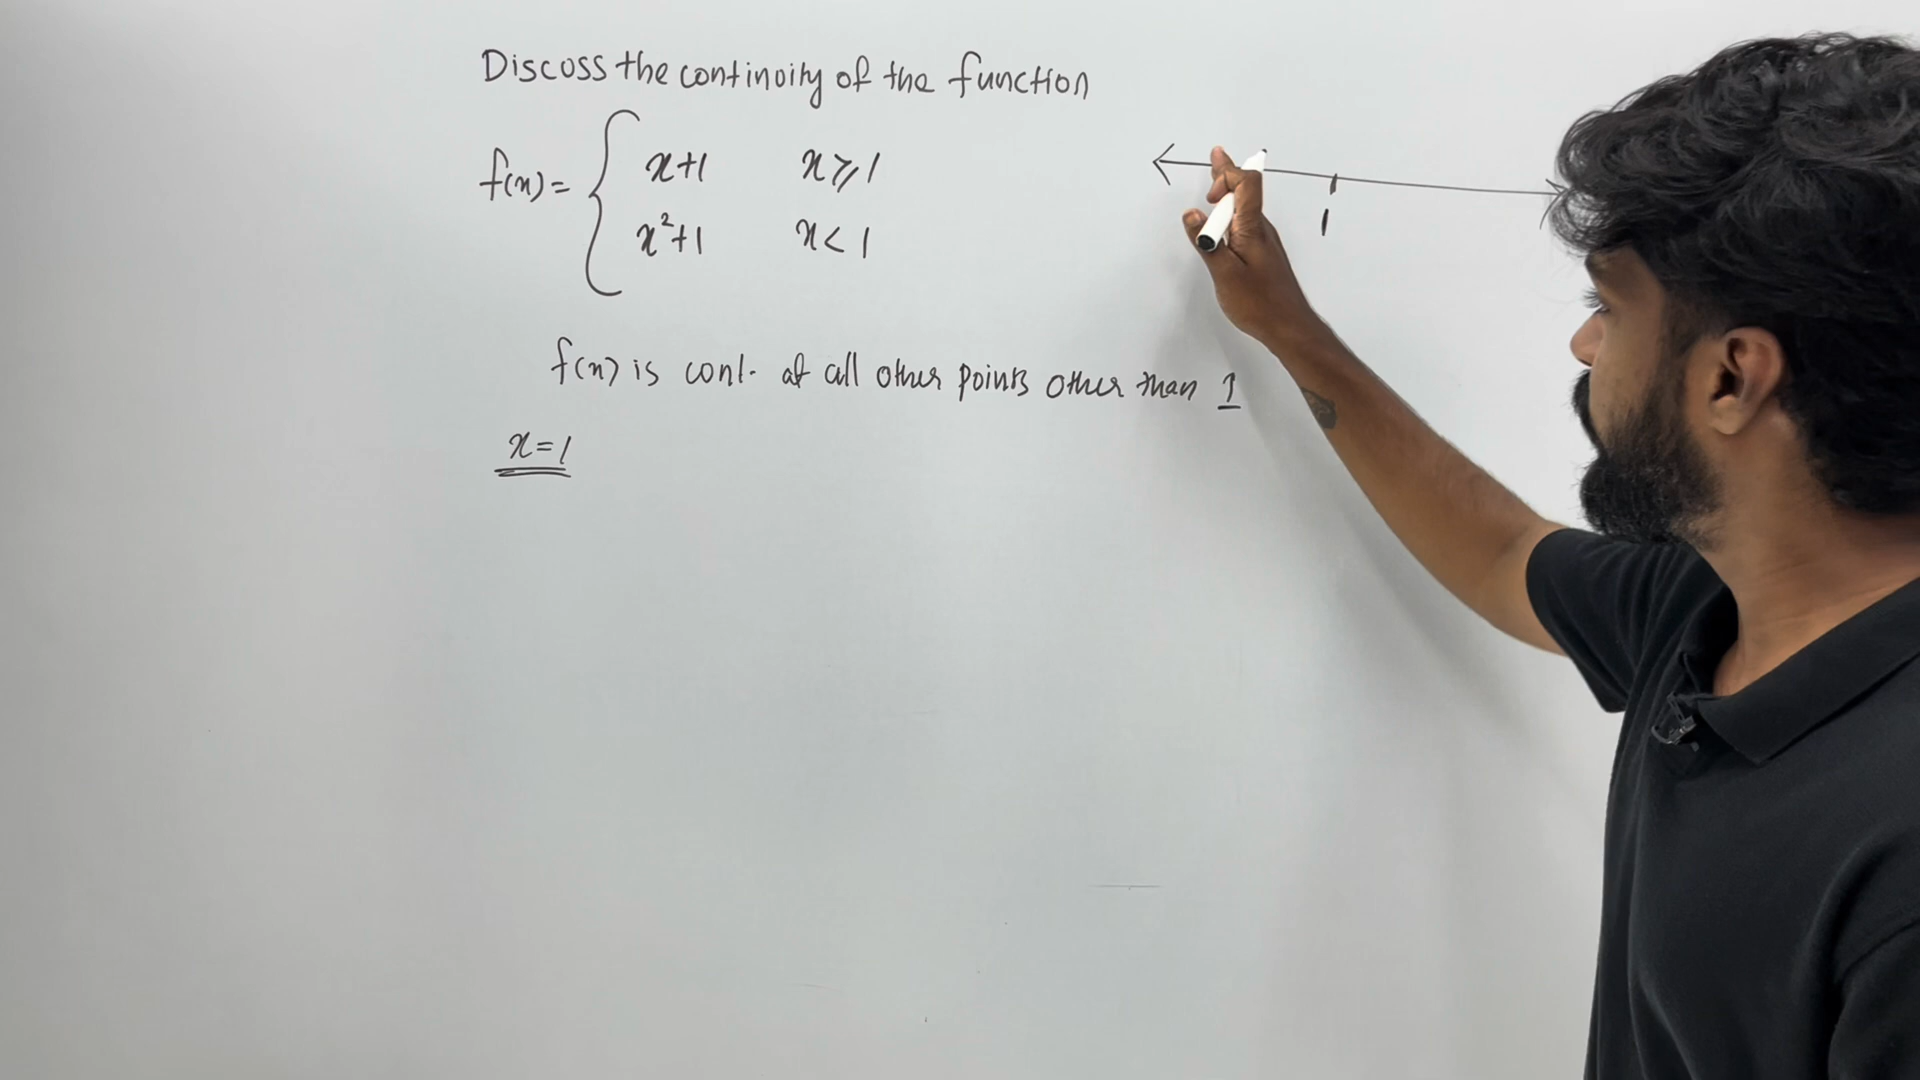 Discuss the continuity of the function
f(x) = { x+1 x ⩾ 1
x²+1 x < 1
1
f(x) is cont. at all other points other than 1
x = 1